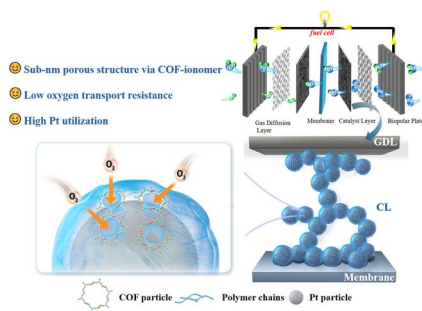 fuel cell
Sub-nm porous structure via COF-ionomer
Low oxygen transport resistance
High Pt utilization
Gas Diffusion
Layer
Membrane
Catalyst Layer
Biopolar Plate
GDL
O2
O2
O2
CL
Membrane
COF particle
Polymer chains
Pt particle